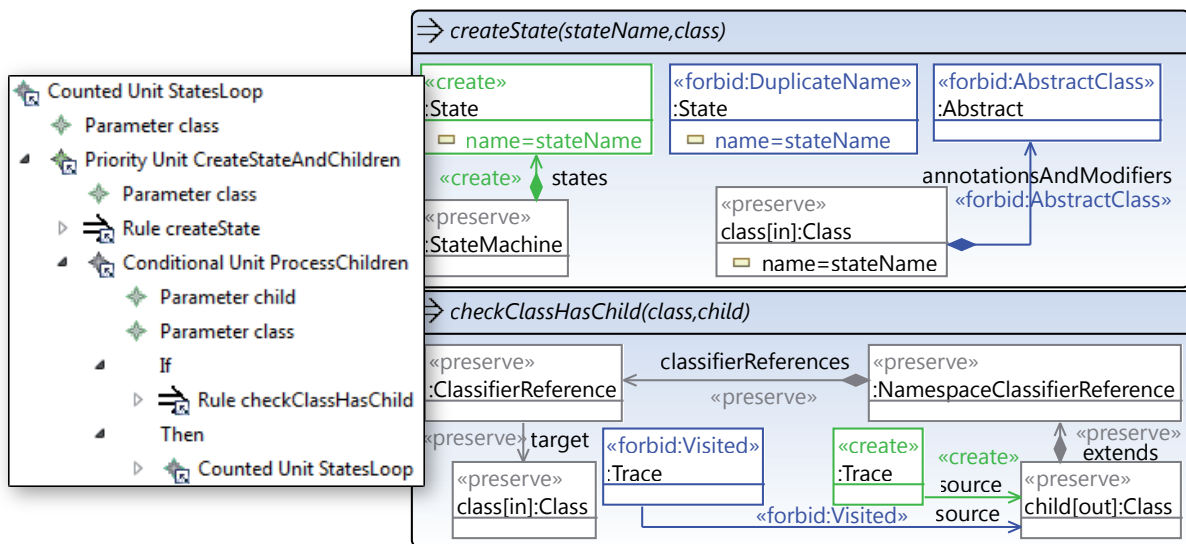 Counted Unit StatesLoop
Parameter class
Priority Unit CreateStateAndChildren
Parameter class
Rule createState
Conditional Unit ProcessChildren
Parameter child
Parameter class
If
Rule checkClassHasChild
Then
Counted Unit StatesLoop
createState(stateName,class)
«create»
:State
name=stateName
«forbid:DuplicateName»
:State
name=stateName
«forbid:AbstractClass»
:Abstract
«create» states
annotationsAndModifiers
«forbid:AbstractClass»
«preserve»
:StateMachine
«preserve»
class[in]:Class
name=stateName
checkClassHasChild(class,child)
«preserve»
:ClassifierReference
classifierReferences
«preserve»
«preserve»
:NamespaceClassifierReference
«preserve» target
«forbid:Visited»
:Trace
«create»
:Trace
«create»
source
«preserve»
extends
«preserve»
class[in]:Class
«forbid:Visited» source
«preserve»
child[out]:Class